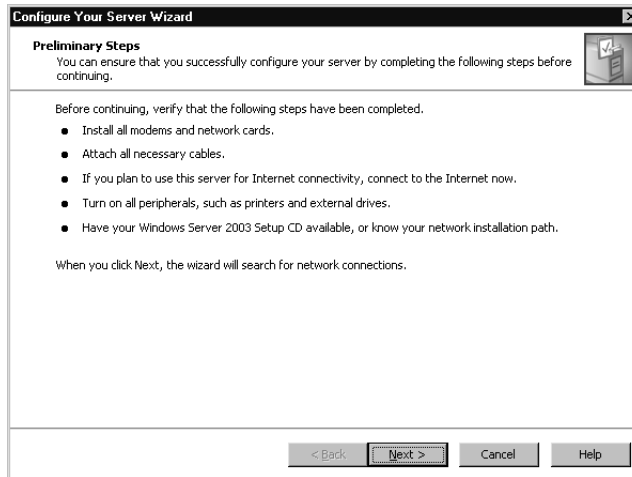 Configure Your Server Wizard
Preliminary Steps
You can ensure that you successfully configure your server by completing the following steps before
continuing.
Before continuing, verify that the following steps have been completed.
• Install all modems and network cards.
• Attach all necessary cables.
• If you plan to use this server for Internet connectivity, connect to the Internet now.
• Turn on all peripherals, such as printers and external drives.
• Have your Windows Server 2003 Setup CD available, or know your network installation path.
When you click Next, the wizard will search for network connections.
< Back Next > Cancel Help